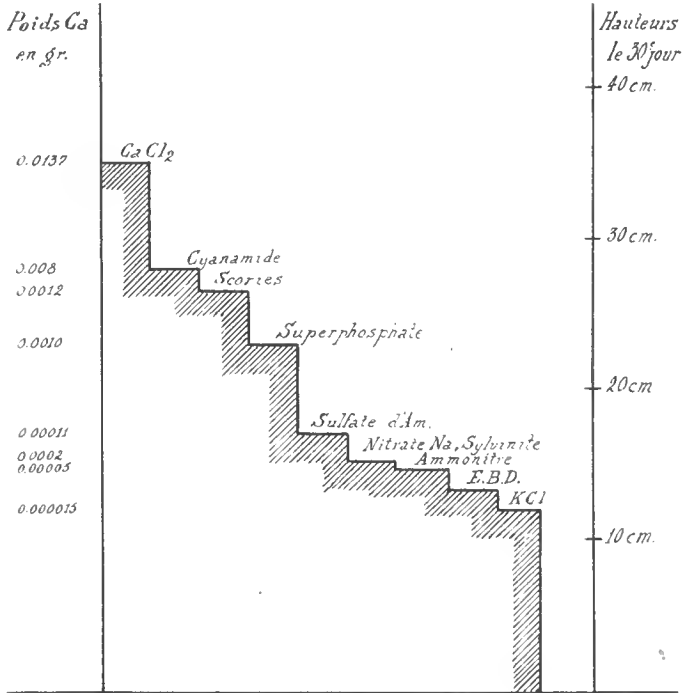 Poids Ca
en gr.
Hauteurs
le 30e jour
40 cm.
0.0137
CaCl₂
30 cm.
0.008
Cyanamide
0.0012
Scories
0.0010
Superphosphate
20 cm
0.00011
Sulfate d'Am.
0.0002
Nitrate Na, Sylvinite
0.00005
Ammonitre
E.B.D.
0.000015
KCl
10 cm.